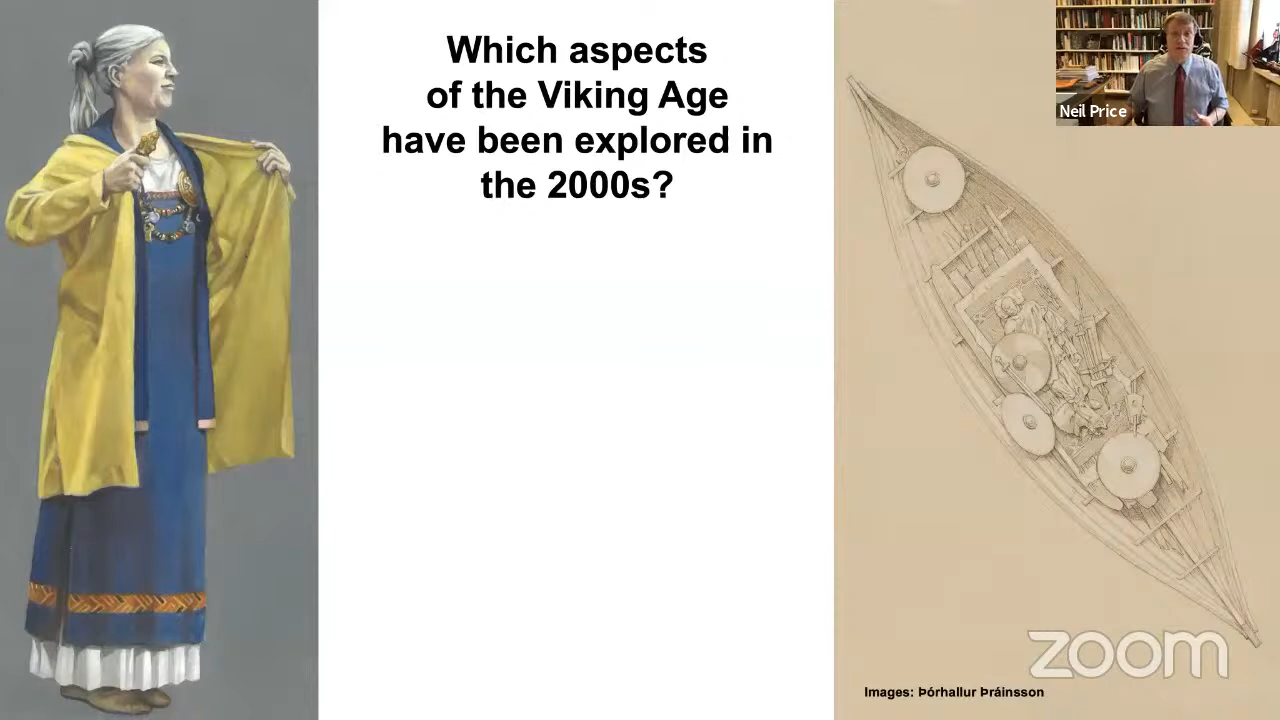 Which aspects
of the Viking Age
have been explored in
the 2000s?
Neil Price
zoom
Images: Þórhallur Þráinsson